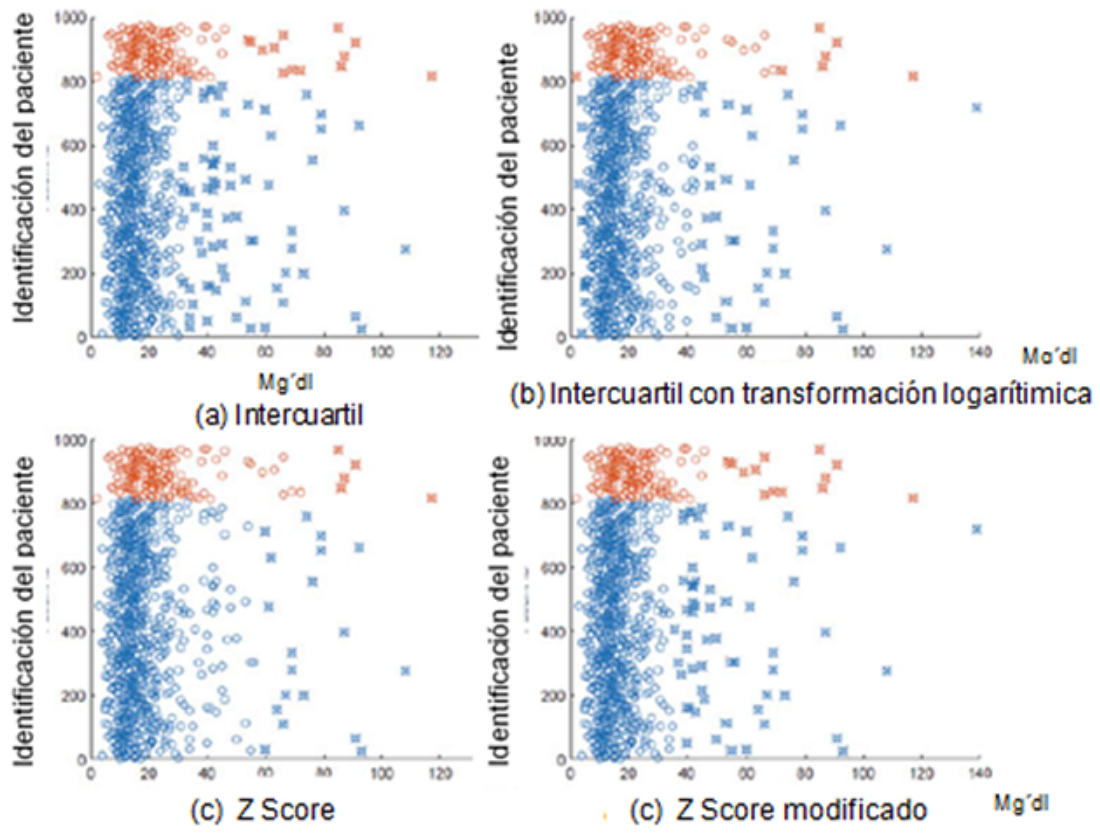 Identificación del paciente
1000
800
600
400
200
0
0 20 40 60 80 100 120
Mg´dl
(a) Intercuartil
Identificación del paciente
1000
800
600
400
200
0
0 20 40 60 80 100 120 140
Mg´dl
(b) Intercuartil con transformación logarítimica
Identificación del paciente
1000
800
600
400
200
0
0 20 40 100 120
(c) Z Score
Identificación del paciente
1000
800
600
400
200
0
0 20 40 60 80 100 120 140
(c) Z Score modificado
Mg´dl